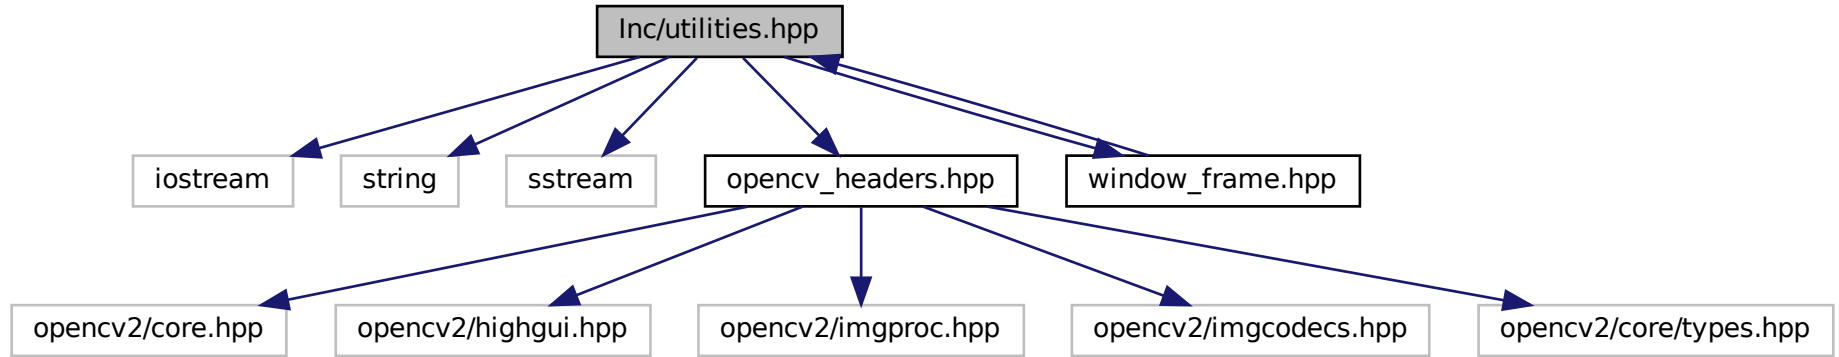 Inc/utilities.hpp
iostream
string
sstream
opencv_headers.hpp
window_frame.hpp
opencv2/core.hpp
opencv2/highgui.hpp
opencv2/imgproc.hpp
opencv2/imgcodecs.hpp
opencv2/core/types.hpp